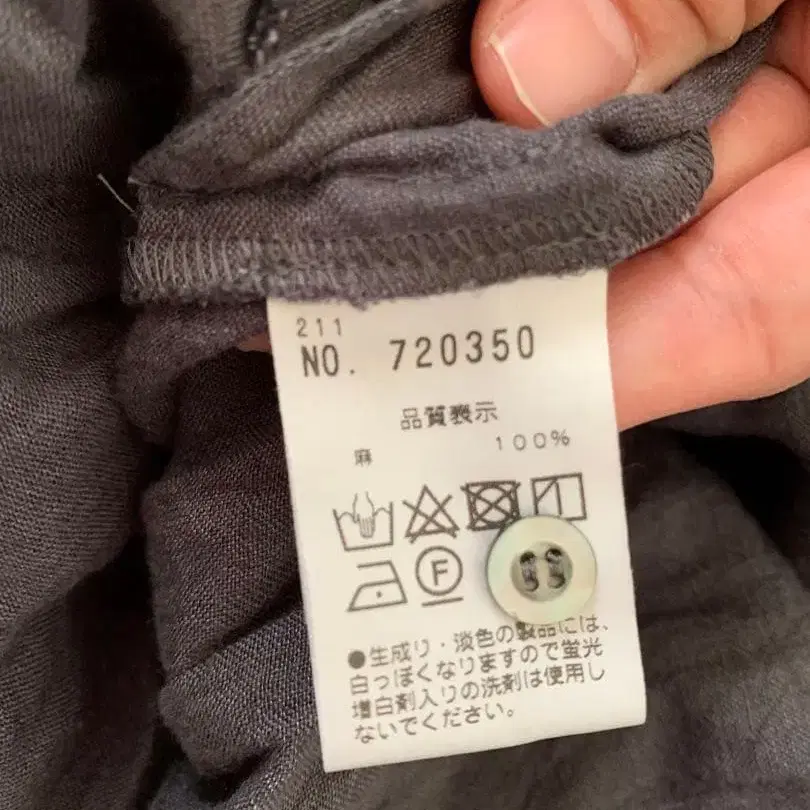 211
NO. 720350
品質表示
麻 100%
F
●生成り・淡色の製品には、
白っぽくなりますので蛍光
増白剤入りの洗剤は使用し
ないでください。